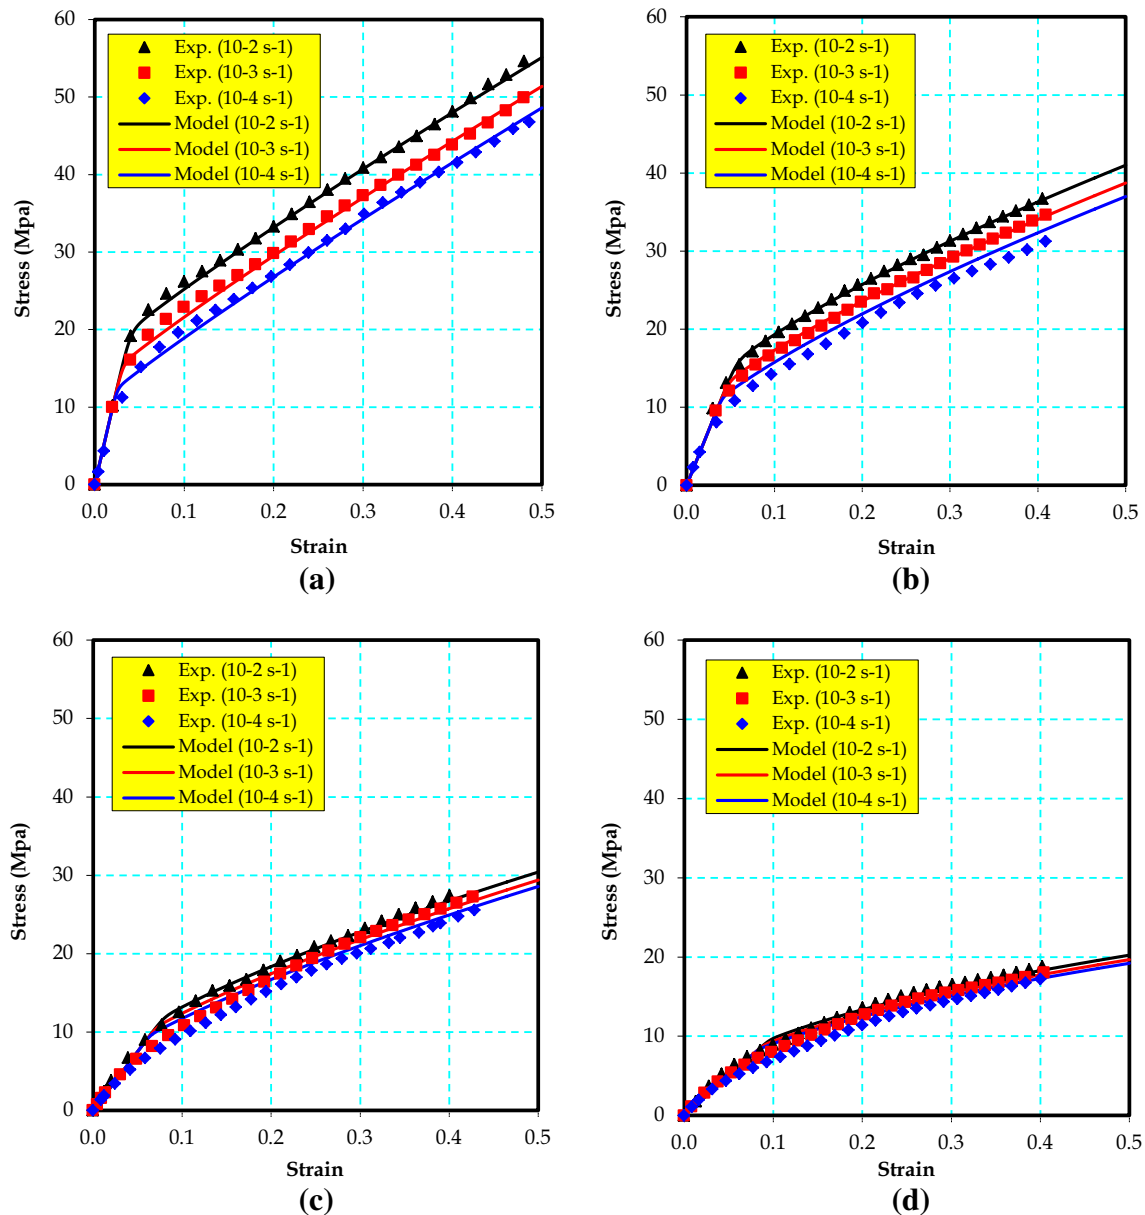 60
50
40
30
20
10
0
Stress (Mpa)
Exp. (10-2 s-1)
Exp. (10-3 s-1)
Exp. (10-4 s-1)
Model (10-2 s-1)
Model (10-3 s-1)
Model (10-4 s-1)
0.0 0.1 0.2 0.3 0.4 0.5
Strain
(a)
60
50
40
30
20
10
0
Stress (Mpa)
Exp. (10-2 s-1)
Exp. (10-3 s-1)
Exp. (10-4 s-1)
Model (10-2 s-1)
Model (10-3 s-1)
Model (10-4 s-1)
0.0 0.1 0.2 0.3 0.4 0.5
Strain
(b)
60
50
40
30
20
10
0
Stress (Mpa)
Exp. (10-2 s-1)
Exp. (10-3 s-1)
Exp. (10-4 s-1)
Model (10-2 s-1)
Model (10-3 s-1)
Model (10-4 s-1)
0.0 0.1 0.2 0.3 0.4 0.5
Strain
(c)
60
50
40
30
20
10
0
Stress (Mpa)
Exp. (10-2 s-1)
Exp. (10-3 s-1)
Exp. (10-4 s-1)
Model (10-2 s-1)
Model (10-3 s-1)
Model (10-4 s-1)
0.0 0.1 0.2 0.3 0.4 0.5
Strain
(d)